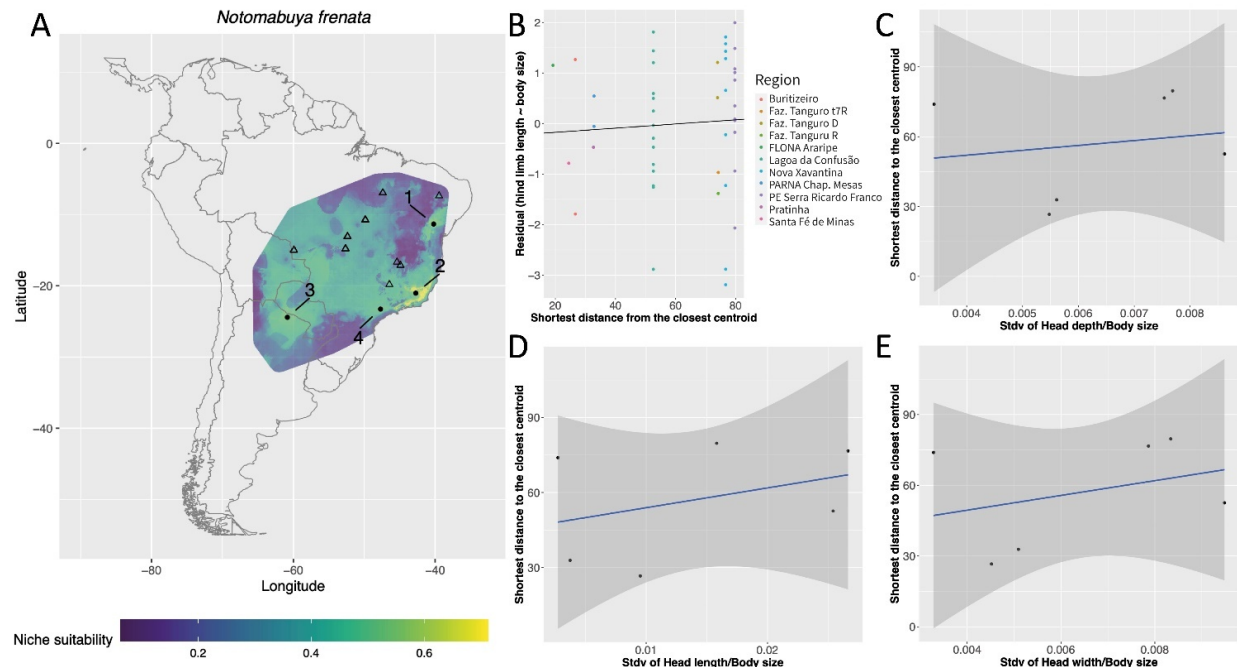 Notomabuya frenata
A
1
2
3
4
0
−20
−40
Latitude
−80
−60
−40
Longitude
Niche suitability
0.2
0.4
0.6
B
2
1
0
−1
−2
−3
Residual (hind limb length ~ body size)
20
40
60
80
Shortest distance from the closest centroid
Region
Buritizeiro
Faz. Tanguro t7R
Faz. Tanguro D
Faz. Tanguru R
FLONA Araripe
Lagoa da Confusão
Nova Xavantina
PARNA Chap. Mesas
PE Serra Ricardo Franco
Pratinha
Santa Fé de Minas
C
90
60
30
0
Shortest distance to the closest centroid
0.004
0.005
0.006
0.007
0.008
Stdv of Head depth/Body size
D
90
60
30
Shortest distance to the closest centroid
0.01
0.02
Stdv of Head length/Body size
E
90
60
30
0
Shortest distance to the closest centroid
0.004
0.006
0.008
Stdv of Head width/Body size